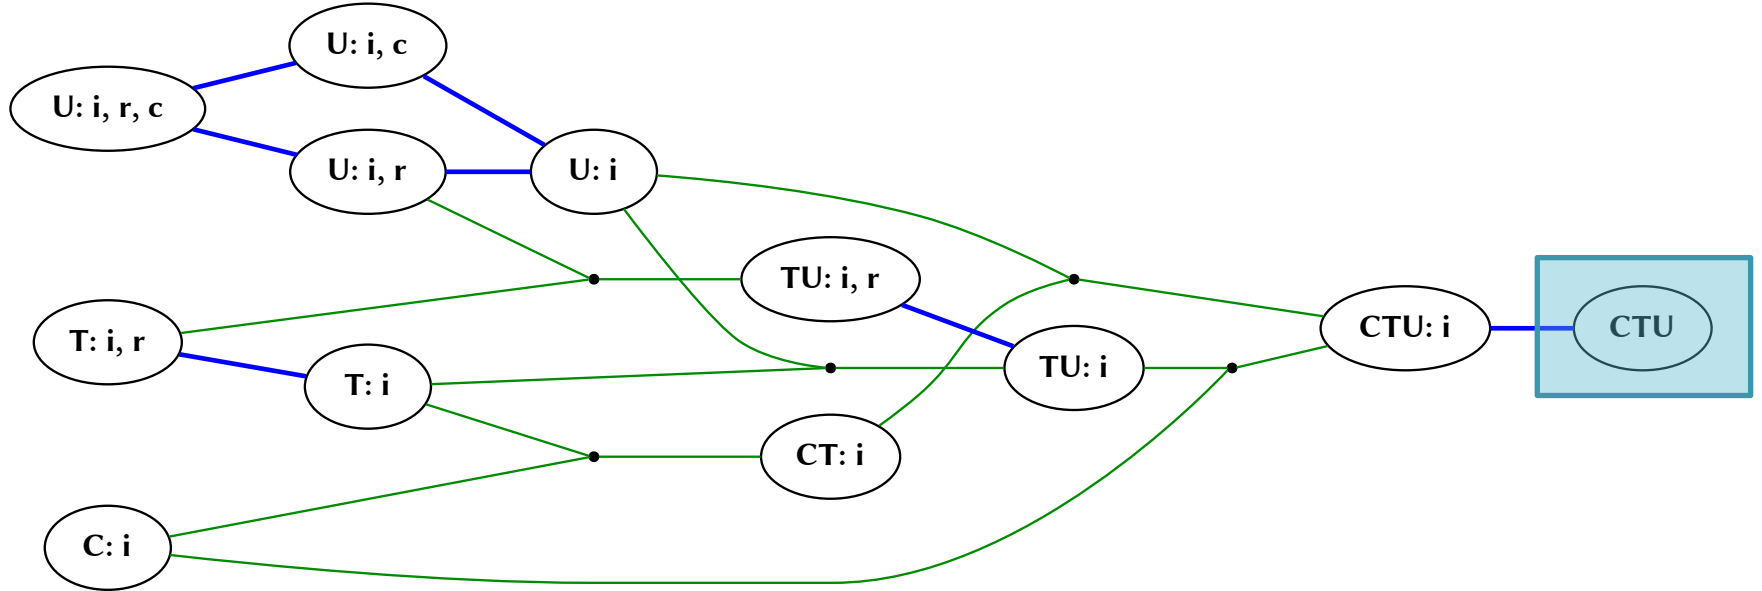 U: i, c
U: i, r, c
U: i, r
U: i
TU: i, r
T: i, r
T: i
TU: i
CTU: i
CTU
CT: i
C: i